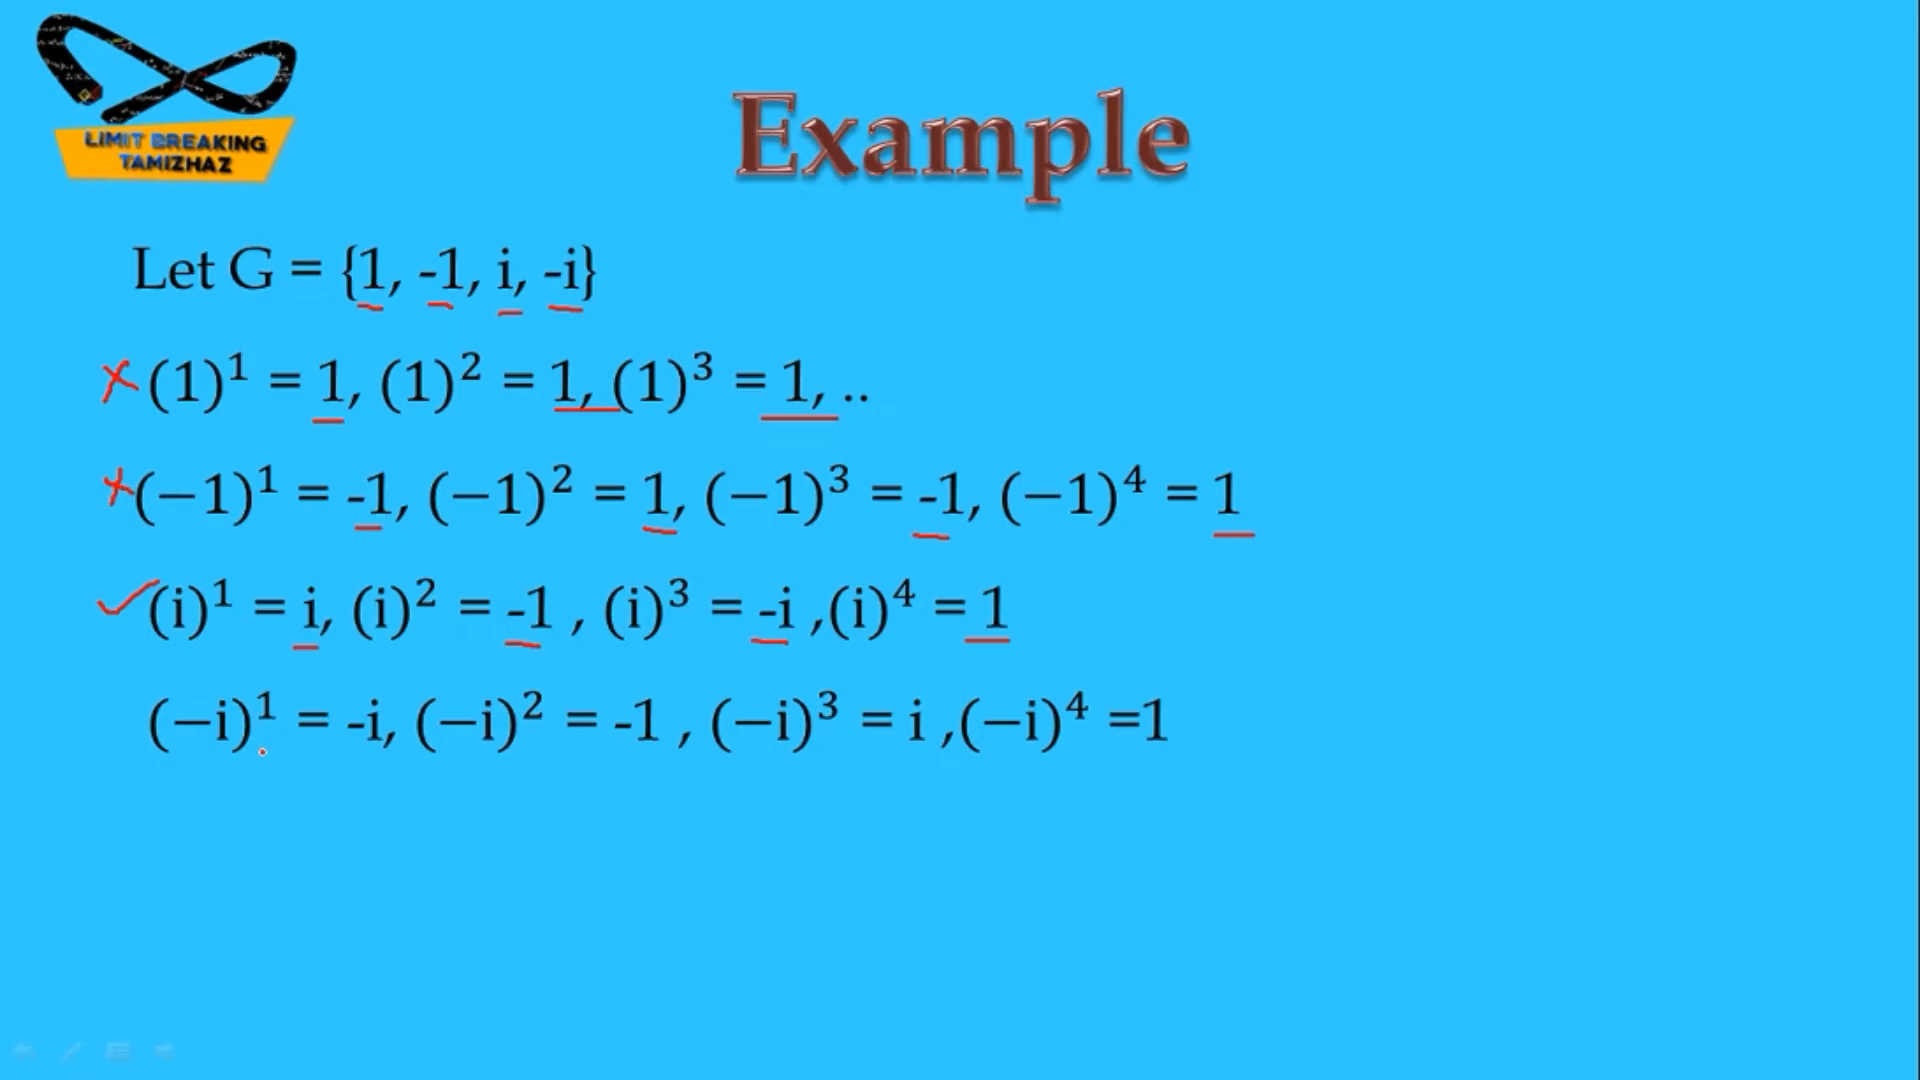 LIMIT BREAKING
TAMIZHAZ
Example
Let G = {1, -1, i, -i}
(1)¹ = 1, (1)² = 1, (1)³ = 1, ..
(−1)¹ = -1, (−1)² = 1, (−1)³ = -1, (−1)⁴ = 1
(i)¹ = i, (i)² = -1 , (i)³ = -i ,(i)⁴ = 1
(−i)¹ = -i, (−i)² = -1 , (−i)³ = i ,(−i)⁴ =1